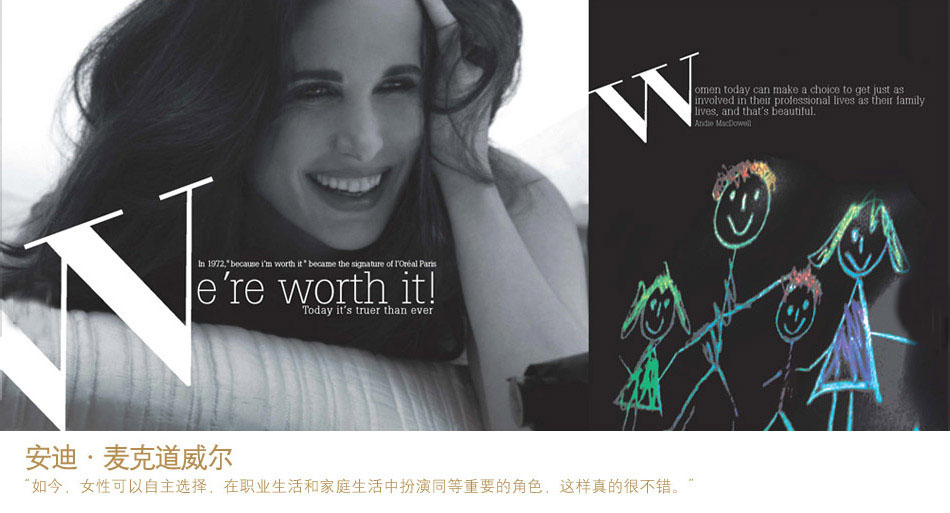 In 1972,"because i'm worth it" became the signature of l'Oréal Paris
We're worth it!
Today it's truer than ever
Women today can make a choice to get just as
involved in their professional lives as their family
lives, and that's beautiful.
Andie MacDowell
安迪·麦克道威尔
“如今，女性可以自主选择，在职业生活和家庭生活中扮演同等重要的角色，这样真的很不错。”